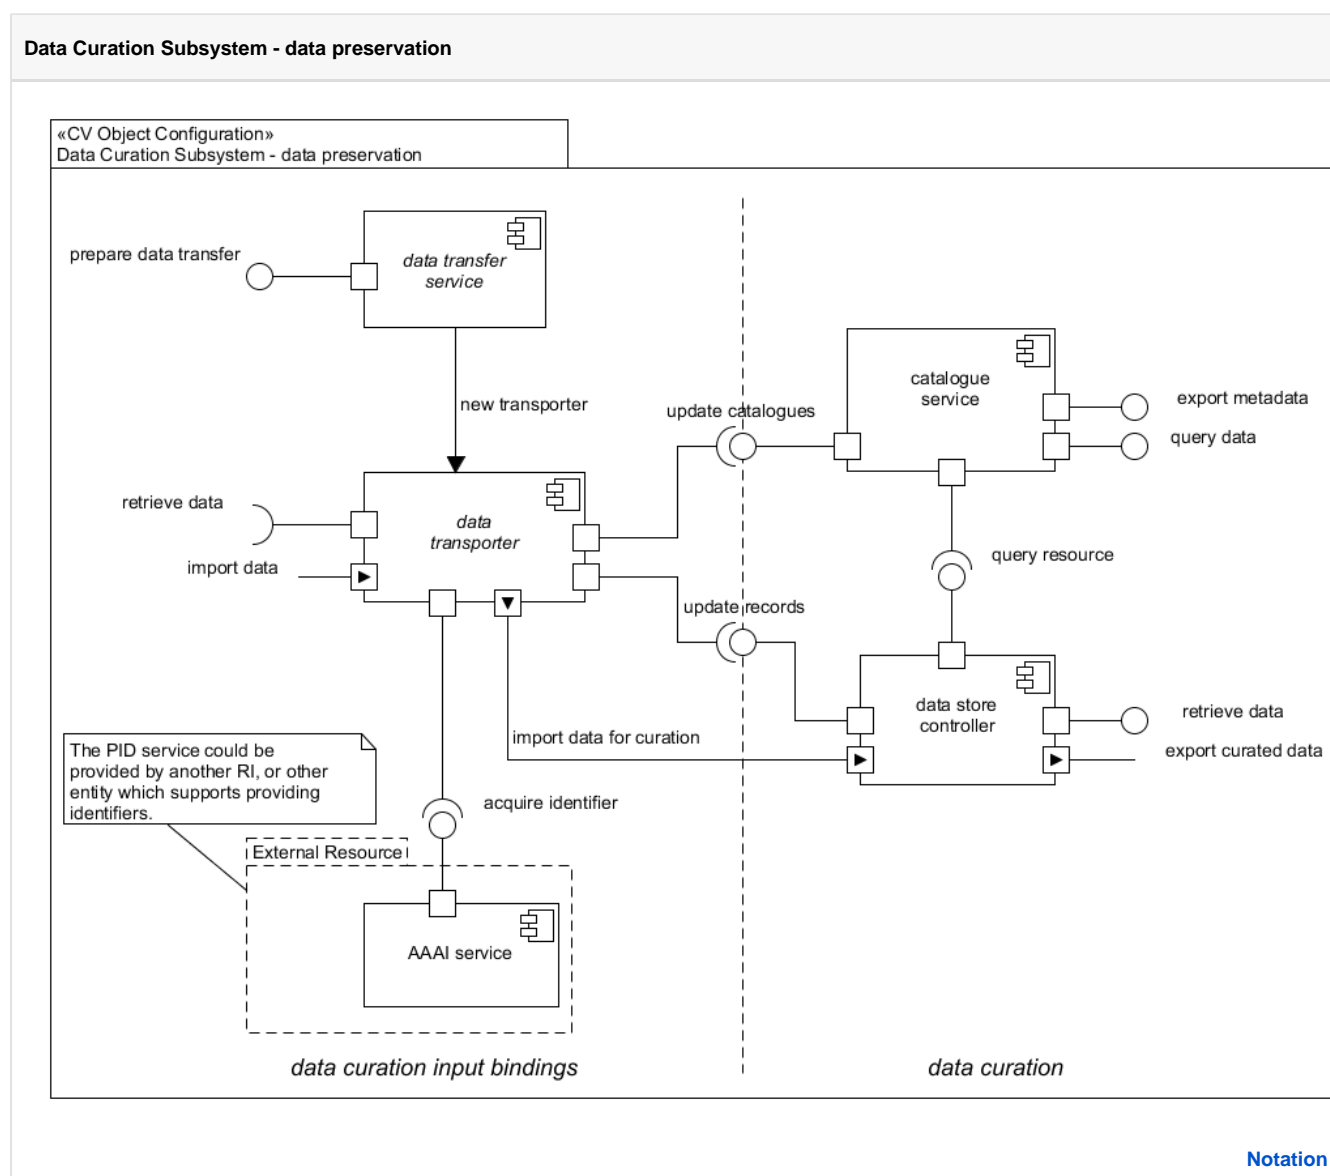 Data Curation Subsystem - data preservation
«CV Object Configuration»
Data Curation Subsystem - data preservation
prepare data transfer
data transfer
service
new transporter
update catalogues
catalogue
service
export metadata
query data
retrieve data
import data
data
transporter
query resource
update records
data store
controller
retrieve data
export curated data
import data for curation
The PID service could be
provided by another RI, or other
entity which supports providing
identifiers.
acquire identifier
External Resource
AAAI service
data curation input bindings
data curation
Notation